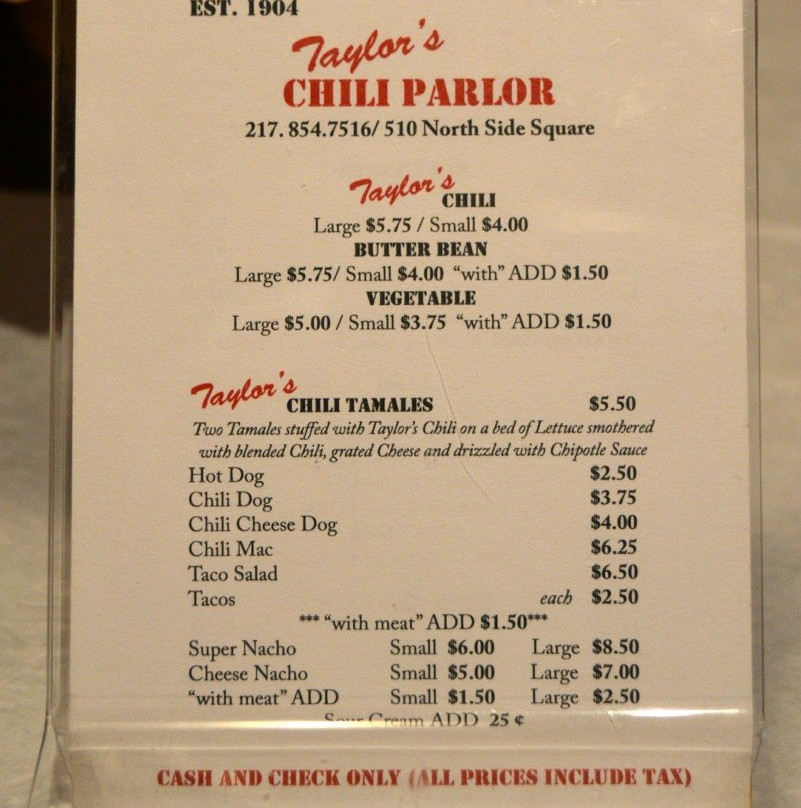 EST. 1904
Taylor's
CHILI PARLOR
217. 854.7516/ 510 North Side Square
Taylor's CHILI
Large $5.75 / Small $4.00
BUTTER BEAN
Large $5.75/ Small $4.00 “with” ADD $1.50
VEGETABLE
Large $5.00 / Small $3.75 “with” ADD $1.50
Taylor's CHILI TAMALES $5.50
Two Tamales stuffed with Taylor's Chili on a bed of Lettuce smothered
with blended Chili, grated Cheese and drizzled with Chipotle Sauce
Hot Dog $2.50
Chili Dog $3.75
Chili Cheese Dog $4.00
Chili Mac $6.25
Taco Salad $6.50
Tacos each $2.50
*** “with meat” ADD $1.50***
Super Nacho Small $6.00 Large $8.50
Cheese Nacho Small $5.00 Large $7.00
“with meat” ADD Small $1.50 Large $2.50
Sour Cream ADD 25 ¢
CASH AND CHECK ONLY (ALL PRICES INCLUDE TAX)